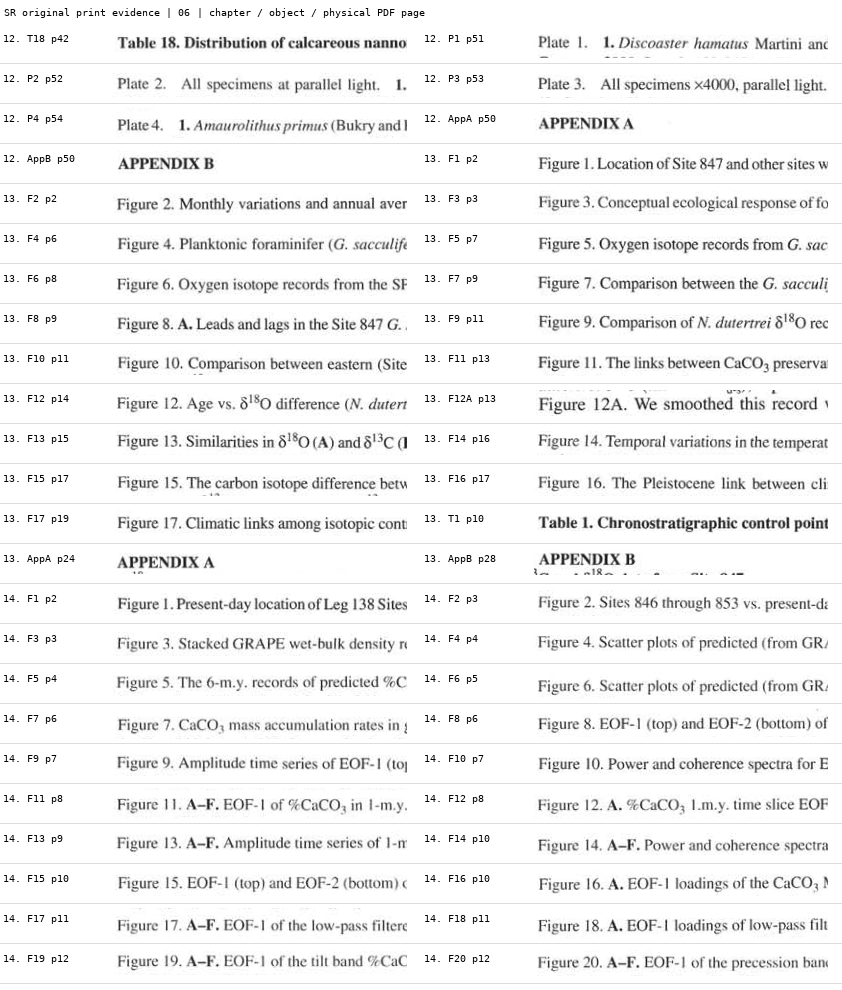 SR original print evidence | 06 | chapter / object / physical PDF page
12. T18 p42 Table 18. Distribution of calcareous nanno
12. P1 p51 Plate 1. 1. Discoaster hamatus Martini and
12. P2 p52 Plate 2. All specimens at parallel light. 1.
12. P3 p53 Plate 3. All specimens ×4000, parallel light.
12. P4 p54 Plate 4. 1. Amaurolithus primus (Bukry and
12. AppA p50 APPENDIX A
12. AppB p50 APPENDIX B
13. F1 p2 Figure 1. Location of Site 847 and other sites w
13. F2 p2 Figure 2. Monthly variations and annual aver
13. F3 p3 Figure 3. Conceptual ecological response of fo
13. F4 p6 Figure 4. Planktonic foraminifer (G. sacculife
13. F5 p7 Figure 5. Oxygen isotope records from G. sac
13. F6 p8 Figure 6. Oxygen isotope records from the SP
13. F7 p9 Figure 7. Comparison between the G. sacculi
13. F8 p9 Figure 8. A. Leads and lags in the Site 847 G.
13. F9 p11 Figure 9. Comparison of N. dutertrei δ18O rec
13. F10 p11 Figure 10. Comparison between eastern (Site
13. F11 p13 Figure 11. The links between CaCO3 preserva
13. F12 p14 Figure 12. Age vs. δ18O difference (N. dutert
13. F12A p13 Figure 12A. We smoothed this record
13. F13 p15 Figure 13. Similarities in δ18O (A) and δ13C (
13. F14 p16 Figure 14. Temporal variations in the temperat
13. F15 p17 Figure 15. The carbon isotope difference betw
13. F16 p17 Figure 16. The Pleistocene link between cli
13. F17 p19 Figure 17. Climatic links among isotopic cont
13. T1 p10 Table 1. Chronostratigraphic control point
13. AppA p24 APPENDIX A
13. AppB p28 APPENDIX B
14. F1 p2 Figure 1. Present-day location of Leg 138 Sites
14. F2 p3 Figure 2. Sites 846 through 853 vs. present-da
14. F3 p3 Figure 3. Stacked GRAPE wet-bulk density re
14. F4 p4 Figure 4. Scatter plots of predicted (from GRA
14. F5 p4 Figure 5. The 6-m.y. records of predicted %C
14. F6 p5 Figure 6. Scatter plots of predicted (from GRA
14. F7 p6 Figure 7. CaCO3 mass accumulation rates in g
14. F8 p6 Figure 8. EOF-1 (top) and EOF-2 (bottom) of
14. F9 p7 Figure 9. Amplitude time series of EOF-1 (top
14. F10 p7 Figure 10. Power and coherence spectra for E
14. F11 p8 Figure 11. A–F. EOF-1 of %CaCO3 in 1-m.y.
14. F12 p8 Figure 12. A. %CaCO3 1.m.y. time slice EOF
14. F13 p9 Figure 13. A–F. Amplitude time series of 1-m
14. F14 p10 Figure 14. A–F. Power and coherence spectra
14. F15 p10 Figure 15. EOF-1 (top) and EOF-2 (bottom) o
14. F16 p10 Figure 16. A. EOF-1 loadings of the CaCO3 M
14. F17 p11 Figure 17. A–F. EOF-1 of the low-pass filtere
14. F18 p11 Figure 18. A. EOF-1 loadings of low-pass filt
14. F19 p12 Figure 19. A–F. EOF-1 of the tilt band %CaC
14. F20 p12 Figure 20. A–F. EOF-1 of the precession band